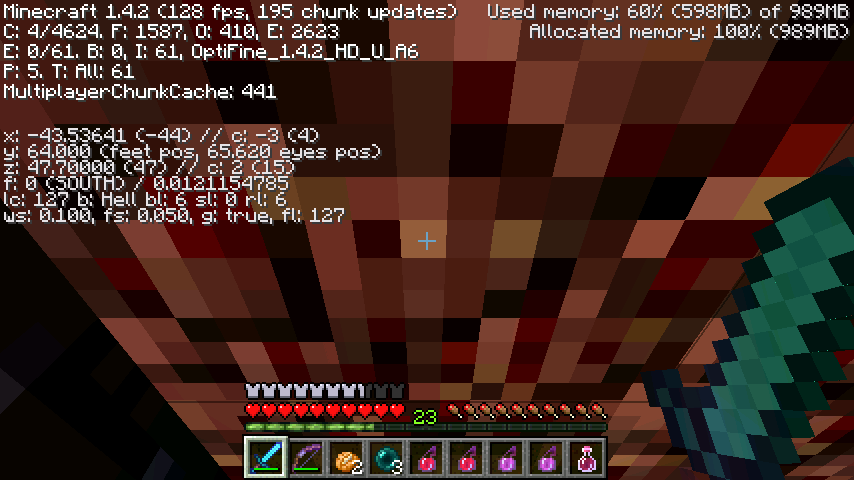 Minecraft 1.4.2 (128 fps, 195 chunk updates)
Used memory: 60% (598MB) of 989MB
C: 4/4624. F: 1587, O: 410, E: 2623
Allocated memory: 100% (989MB)
E: 0/61. B: 0, I: 61, OptiFine_1.4.2_HD_U_A6
P: 5. T: All: 61
MultiplayerChunkCache: 441
x: -43.53641 (-44) // c: -3 (4)
y: 64.000 (feet pos, 65.620 eyes pos)
z: 47.70000 (47) // c: 2 (15)
f: 0 (SOUTH) / 0.0121154785
lc: 127 b: Hell bl: 6 sl: 0 rl: 6
ws: 0.100, fs: 0.050, g: true, fl: 127
23
2
3